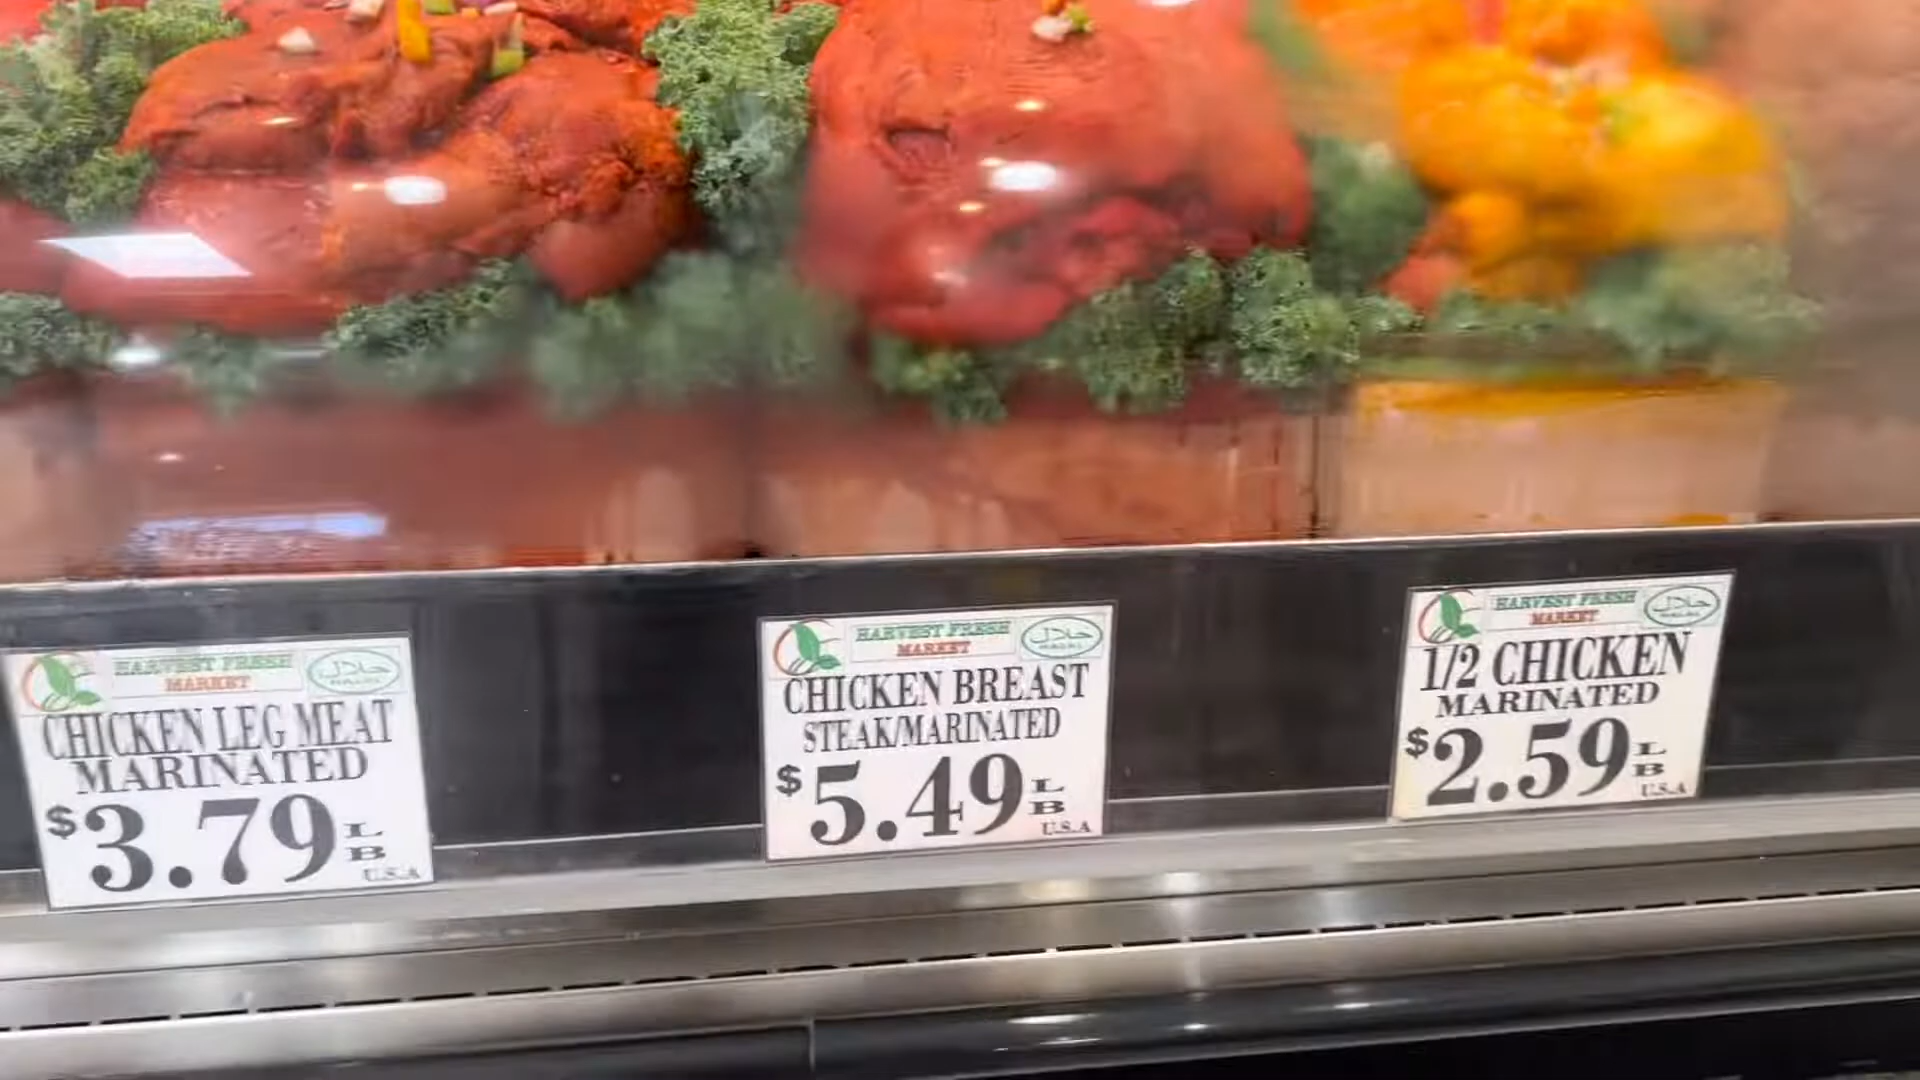 HARVEST FRESH
MARKET
حلال
HALAL
CHICKEN LEG MEAT
MARINATED
$3.79 LB
U.S.A
HARVEST FRESH
MARKET
حلال
HALAL
CHICKEN BREAST
STEAK/MARINATED
$5.49 LB
U.S.A
HARVEST FRESH
MARKET
حلال
HALAL
1/2 CHICKEN
MARINATED
$2.59 LB
U.S.A